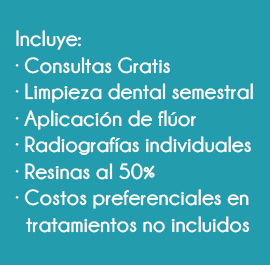 Incluye:
· Consultas Gratis
· Limpieza dental semestral
· Aplicación de flúor
· Radiografías individuales
· Resinas al 50%
· Costos preferenciales en
tratamientos no incluidos